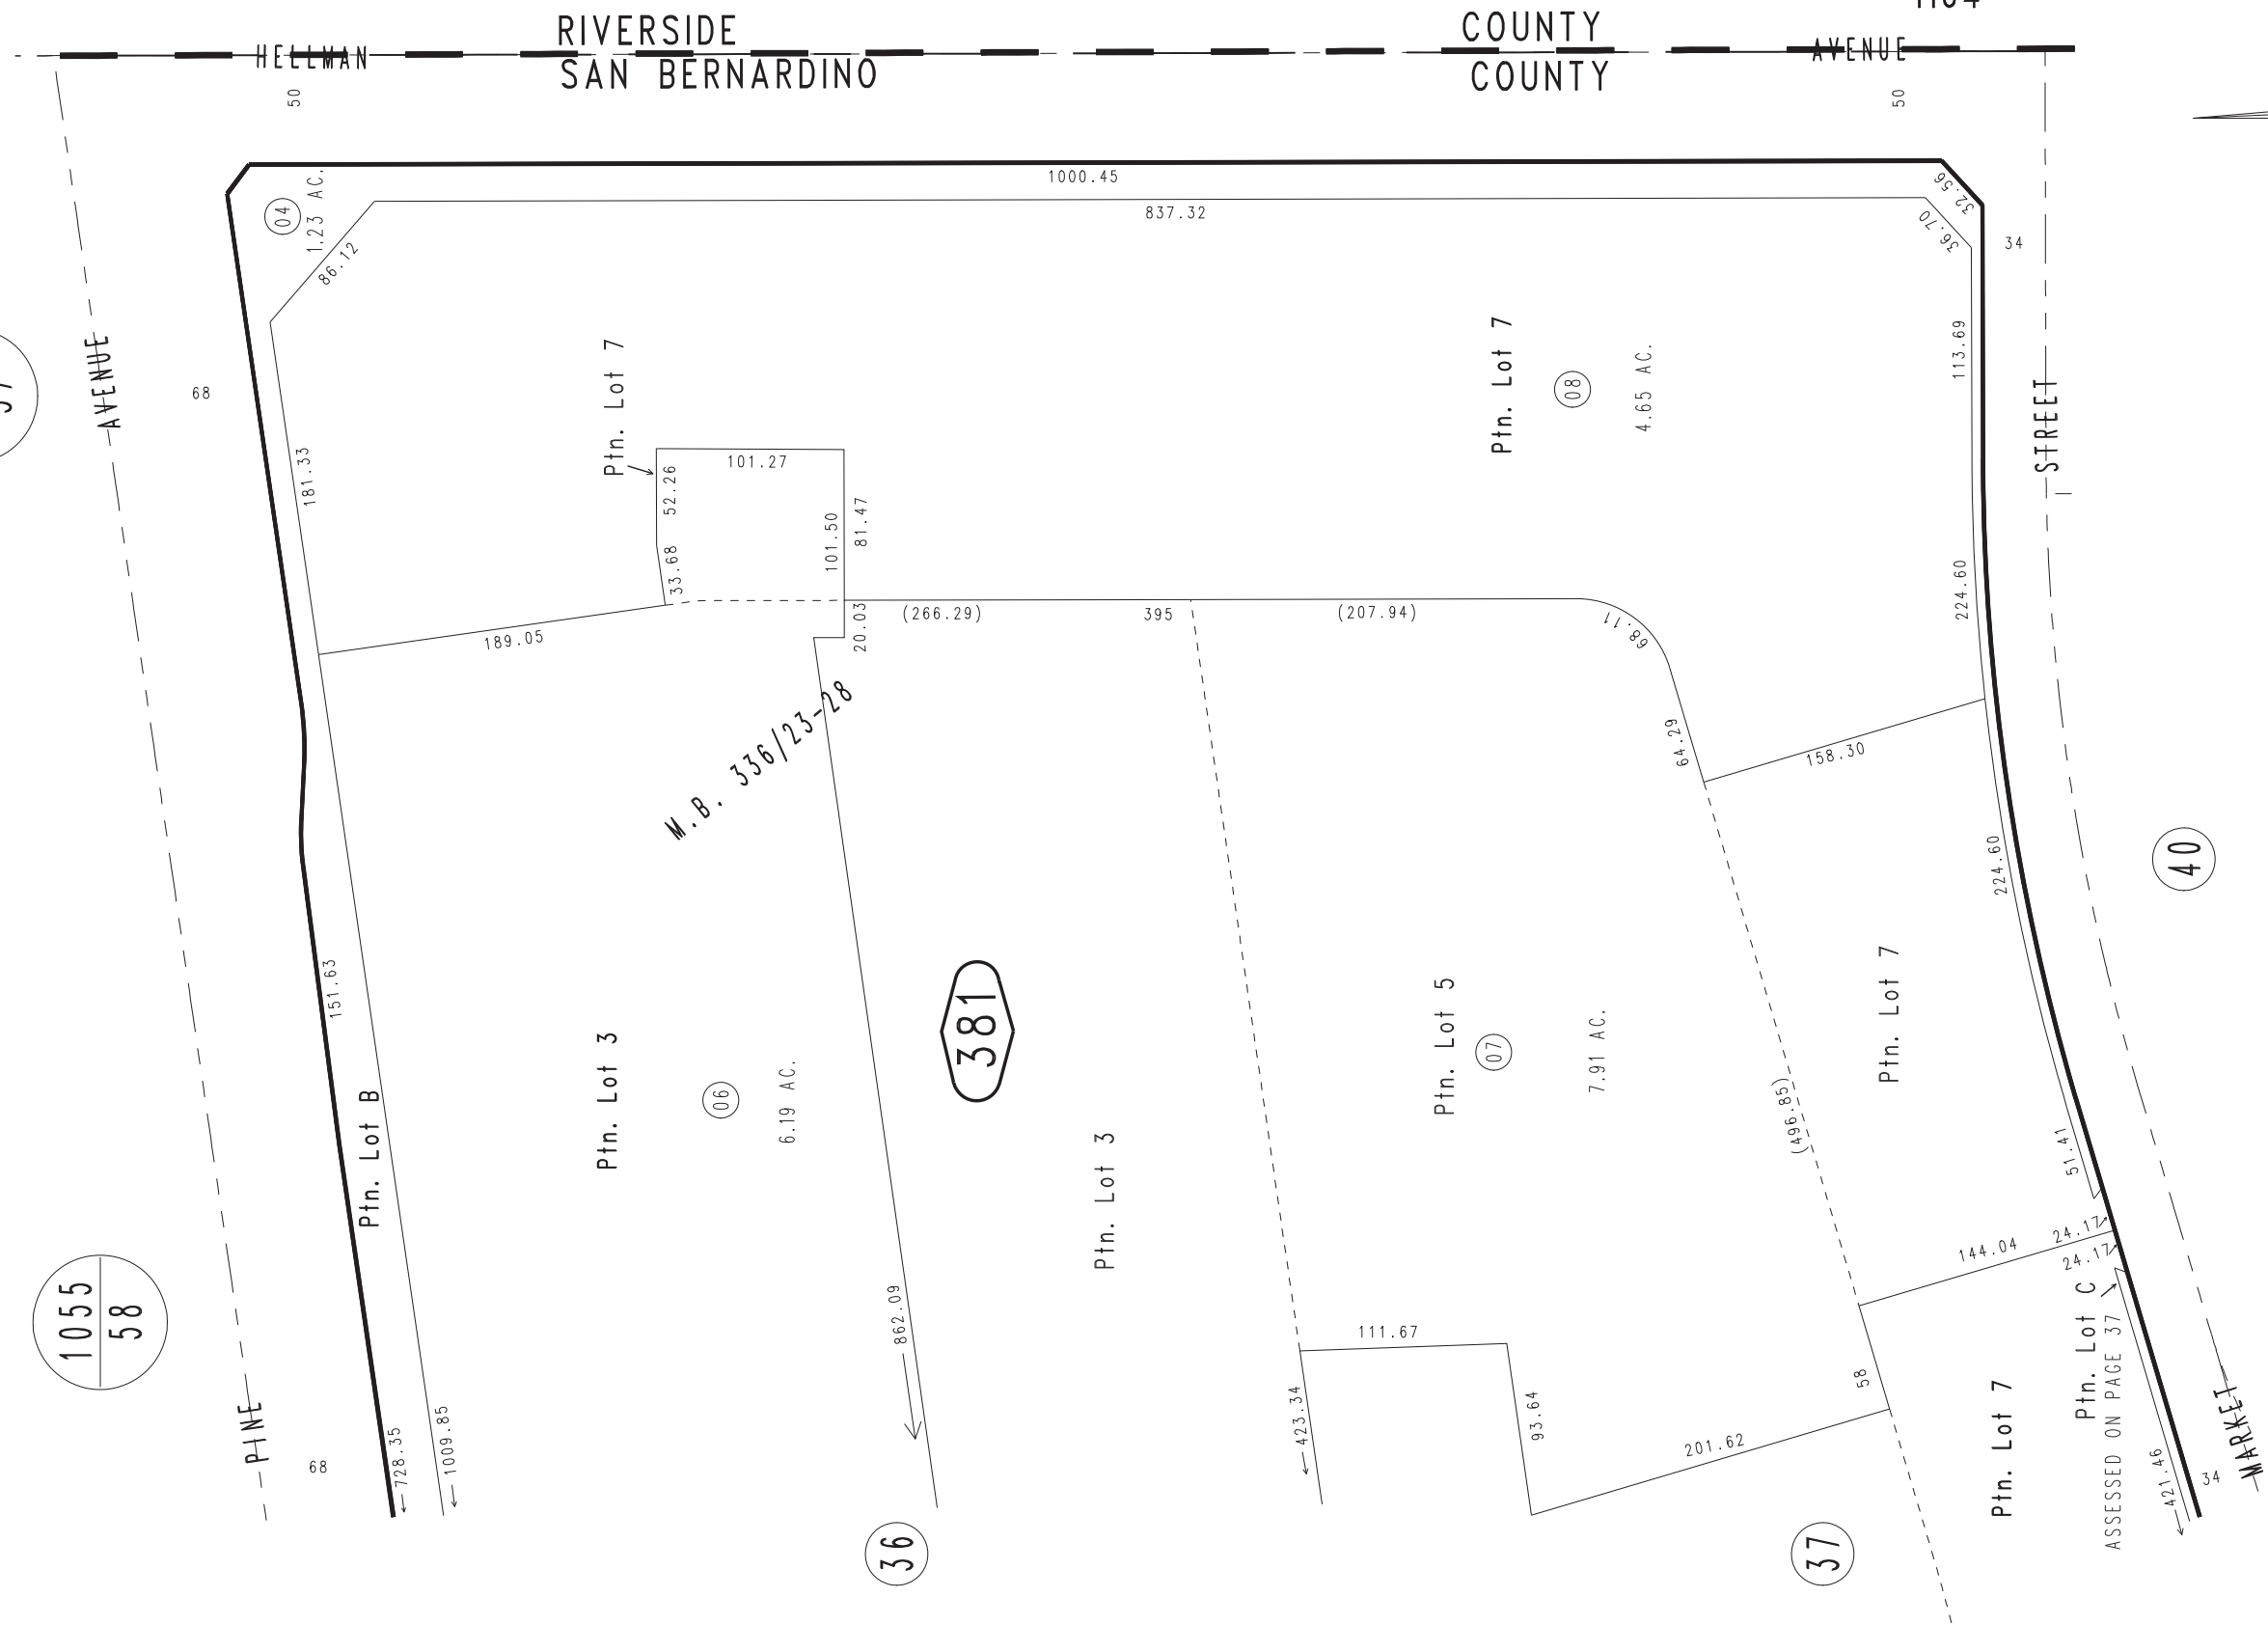 RIVERSIDE COUNTY
HELLMAN AVENUE
SAN BERNARDINO COUNTY
50
50
1000.45
32.56
04
1.23 AC.
837.32
36.70
86.12
34
AVENUE
68
Ptn. Lot 7
Ptn. Lot 7
08
4.65 AC.
113.69
STREET
181.33
101.27
52.26
101.50
81.47
33.68
224.60
189.05
20.03
(266.29)
395
(207.94)
68.11
M.B. 336/23-28
64.29
158.30
40
224.60
151.63
Ptn. Lot 3
06
6.19 AC.
381
Ptn. Lot 5
07
7.91 AC.
Ptn. Lot 7
(496.85)
51.41
Ptn. Lot B
Ptn. Lot 3
24.17
144.04
24.17
1055
58
862.09
111.67
58
Ptn. Lot C
ASSESSED ON PAGE 37
Ptn. Lot 7
PINE
68
728.35
1009.85
423.34
93.64
201.62
421.46
34
MARKET
36
37